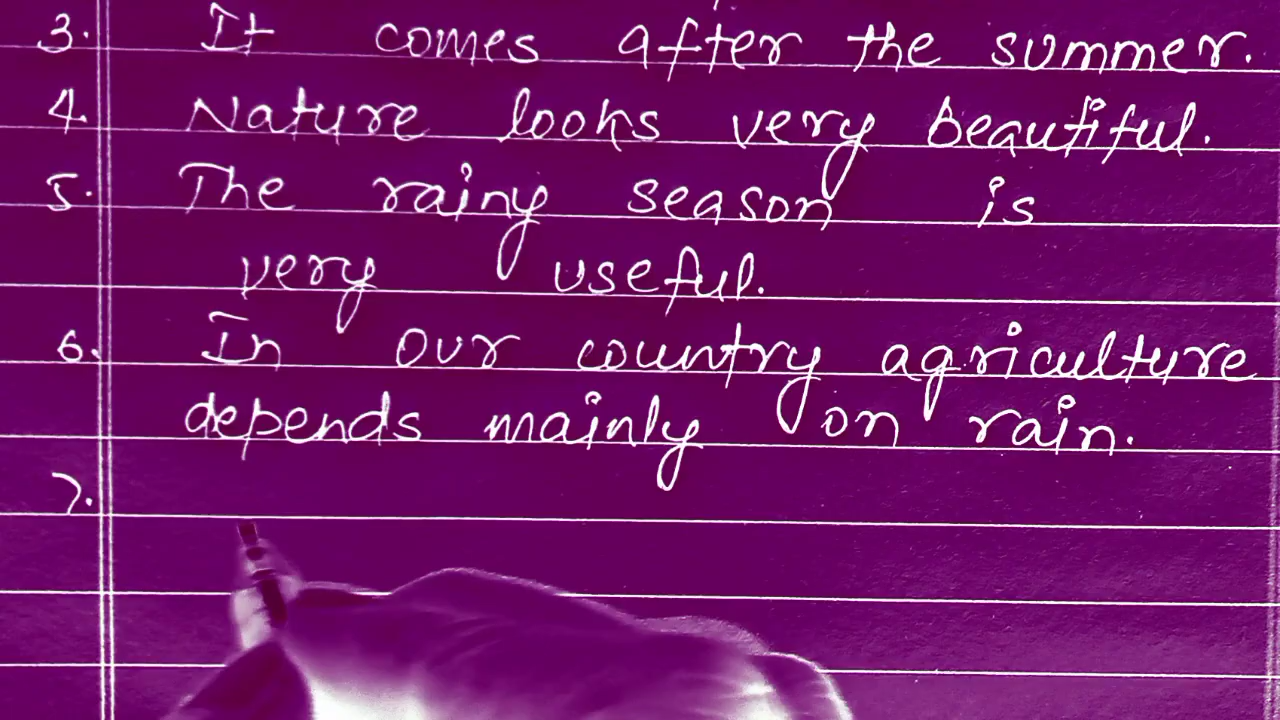 3. It comes after the summer.
4. Nature looks very beautiful.
5. The rainy season is
very useful.
6. In our country agriculture
depends mainly on rain.
7.